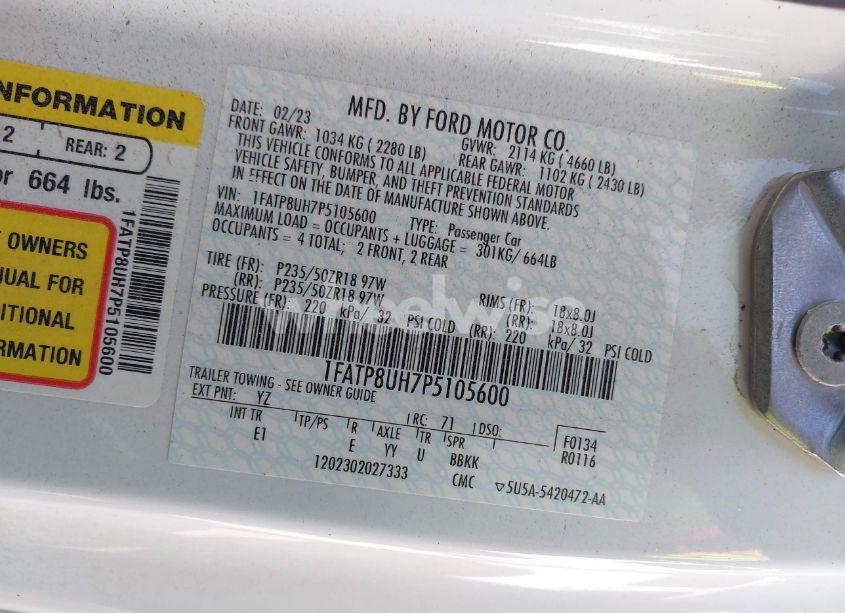 NFORMATION
2
REAR: 2
or 664 lbs.
OWNERS
NUAL FOR
ITIONAL
ORMATION
1FATP8UH7P5105600
MFD. BY FORD MOTOR CO.
DATE: 02/23
GVWR: 2114 KG ( 4660 LB)
FRONT GAWR: 1034 KG ( 2280 LB)
REAR GAWR: 1102 KG ( 2430 LB)
THIS VEHICLE CONFORMS TO ALL APPLICABLE FEDERAL MOTOR
VEHICLE SAFETY, BUMPER, AND THEFT PREVENTION STANDARDS
IN EFFECT ON THE DATE OF MANUFACTURE SHOWN ABOVE.
VIN: 1FATP8UH7P5105600
TYPE: Passenger Car
MAXIMUM LOAD = OCCUPANTS + LUGGAGE = 301KG/ 664LB
OCCUPANTS = 4 TOTAL; 2 FRONT, 2 REAR
TIRE (FR): P235/50ZR18 97W RIMS (FR): 18x8.0J
(RR): P235/50ZR18 97W (RR): 18x8.0J
PRESSURE (FR): 220 kPa/ 32 PSI COLD (RR): 220 kPa/ 32 PSI COLD
wheelwise
1FATP8UH7P5105600
TRAILER TOWING - SEE OWNER GUIDE
EXT PNT: YZ RC: 71 DSO:
INT TR TP/PS R AXLE TR SPR F0134
EI E YY U BBKK R0116
1202302027333 CMC ▽5U5A-5420472-AA